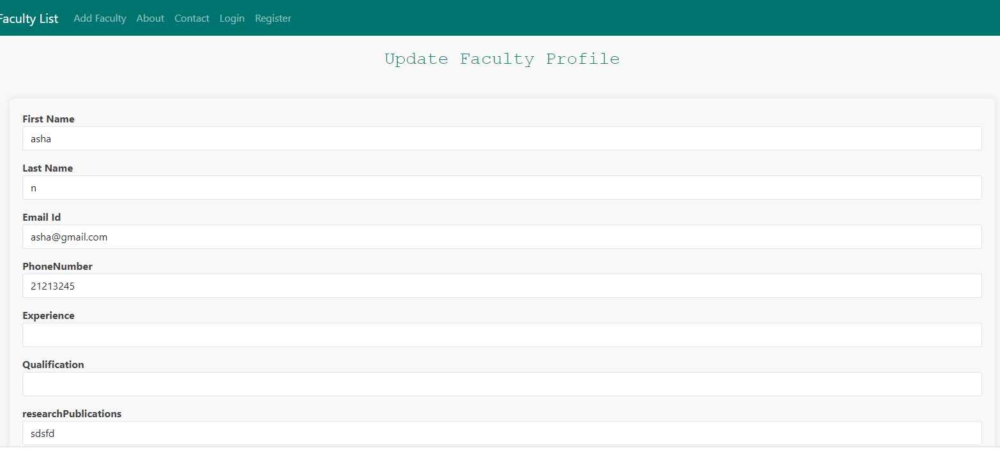 Faculty List Add Faculty About Contact Login Register
Update Faculty Profile
First Name
asha
Last Name
n
Email Id
asha@gmail.com
PhoneNumber
21213245
Experience
Qualification
researchPublications
sdsfd